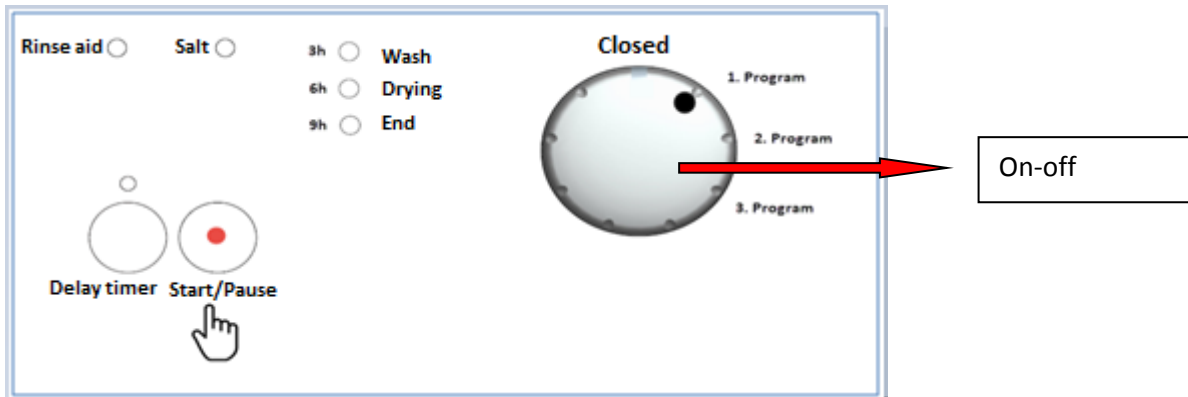 Rinse aid
Salt
3h
Wash
6h
Drying
9h
End
Closed
1. Program
2. Program
3. Program
On-off
Delay timer
Start/Pause